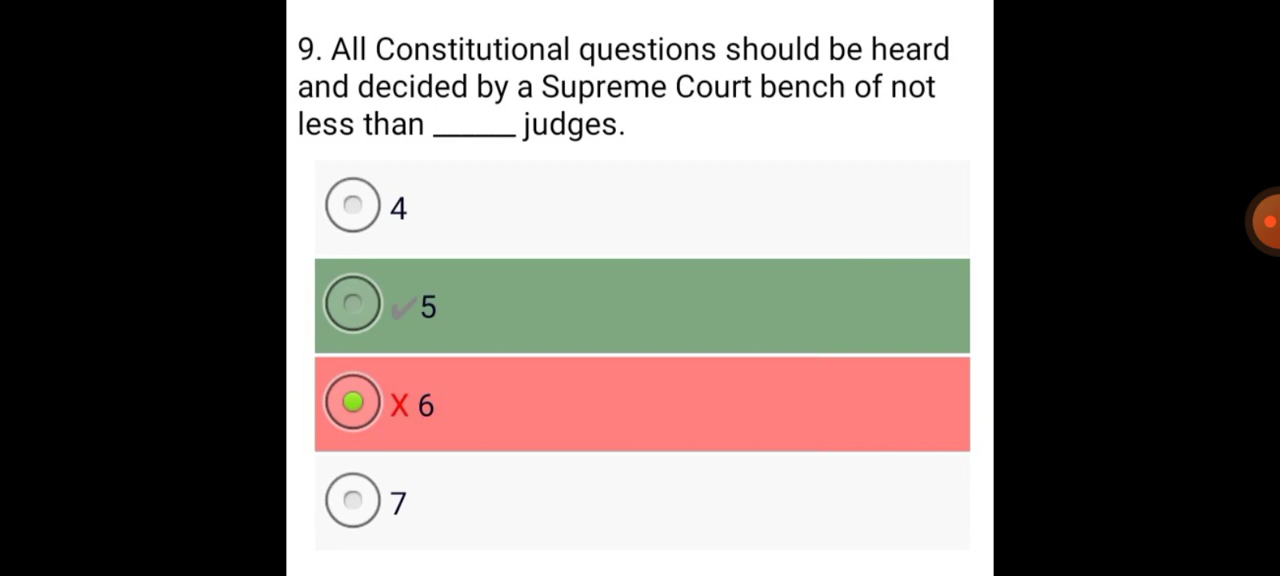 9. All Constitutional questions should be heard
and decided by a Supreme Court bench of not
less than ______ judges.
4
✔5
X 6
7